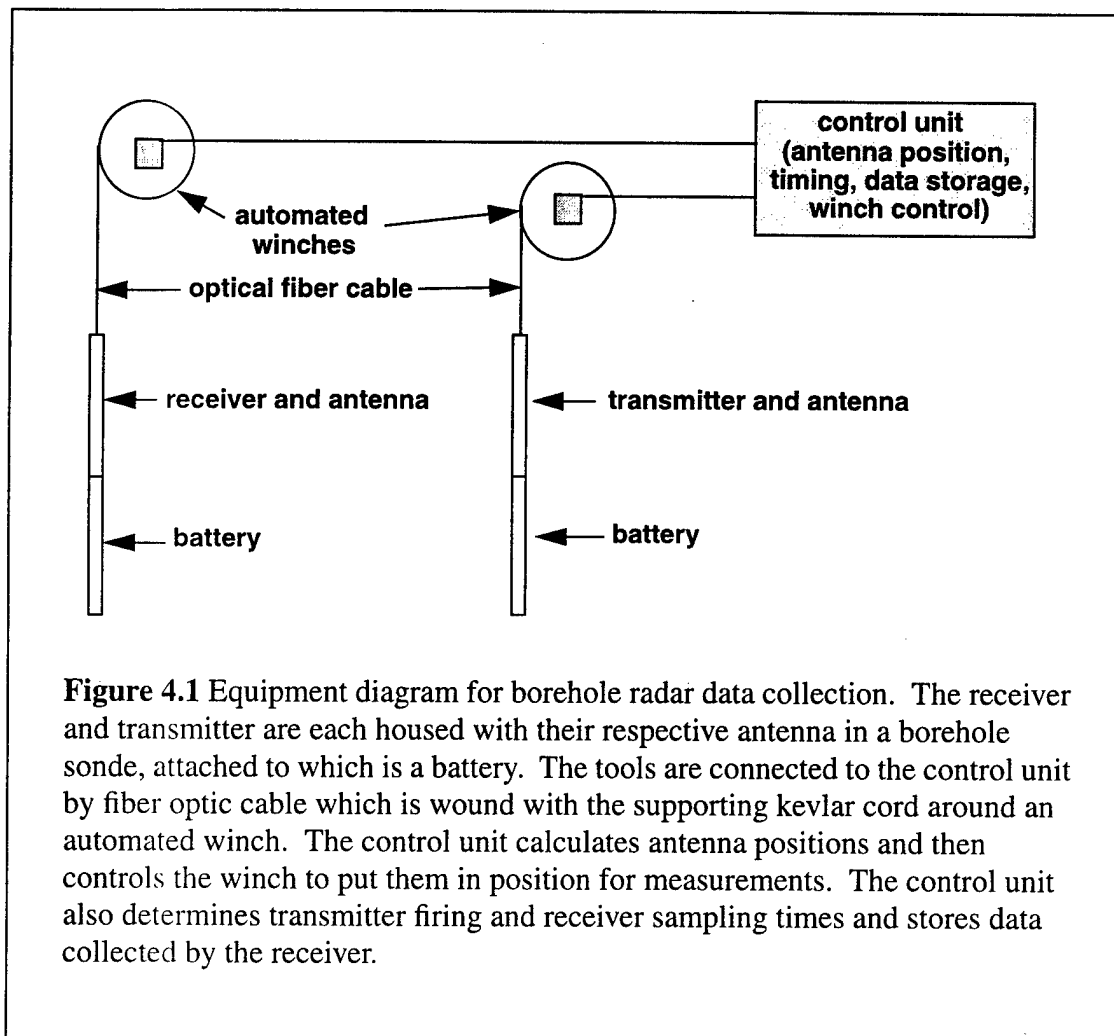 control unit
(antenna position,
timing, data storage,
winch control)
automated
winches
optical fiber cable
receiver and antenna
transmitter and antenna
battery
battery
Figure 4.1 Equipment diagram for borehole radar data collection. The receiver
and transmitter are each housed with their respective antenna in a borehole
sonde, attached to which is a battery. The tools are connected to the control unit
by fiber optic cable which is wound with the supporting kevlar cord around an
automated winch. The control unit calculates antenna positions and then
controls the winch to put them in position for measurements. The control unit
also determines transmitter firing and receiver sampling times and stores data
collected by the receiver.